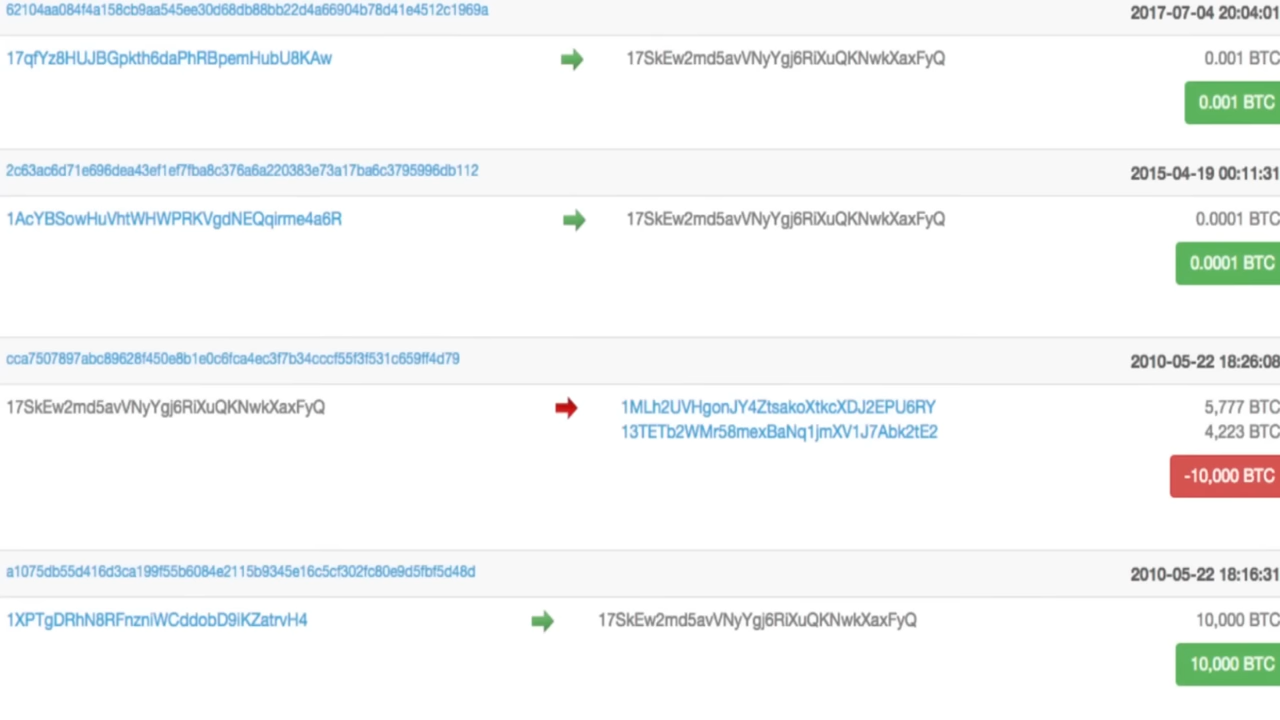 62104aa084f4a158cb9aa545ee30d68db88bb22d4a66904b78d41e4512c1969a 2017-07-04 20:04:01
17qfYz8HUJBGpkth6daPhRBpemHubU8KAw 17SkEw2md5avVNyYgj6RiXuQKNwkXaxFyQ 0.001 BTC
0.001 BTC
2c63ac6d71e696dea43ef1ef7fba8c376a6a220383e73a17ba6c3795996db112 2015-04-19 00:11:31
1AcYBSowHuVhtWHWPRKVgdNEQqirme4a6R 17SkEw2md5avVNyYgj6RiXuQKNwkXaxFyQ 0.0001 BTC
0.0001 BTC
cca7507897abc89628f450e8b1e0c6fca4ec3f7b34cccf55f3f531c659ff4d79 2010-05-22 18:26:08
17SkEw2md5avVNyYgj6RiXuQKNwkXaxFyQ 1MLh2UVHgonJY4ZtsakoXtkcXDJ2EPU6RY 5,777 BTC
13TETb2WMr58mexBaNq1jmXV1J7Abk2tE2 4,223 BTC
-10,000 BTC
a1075db55d416d3ca199f55b6084e2115b9345e16c5cf302fc80e9d5fbf5d48d 2010-05-22 18:16:31
1XPTgDRhN8RFnzniWCddobD9iKZatrvH4 17SkEw2md5avVNyYgj6RiXuQKNwkXaxFyQ 10,000 BTC
10,000 BTC